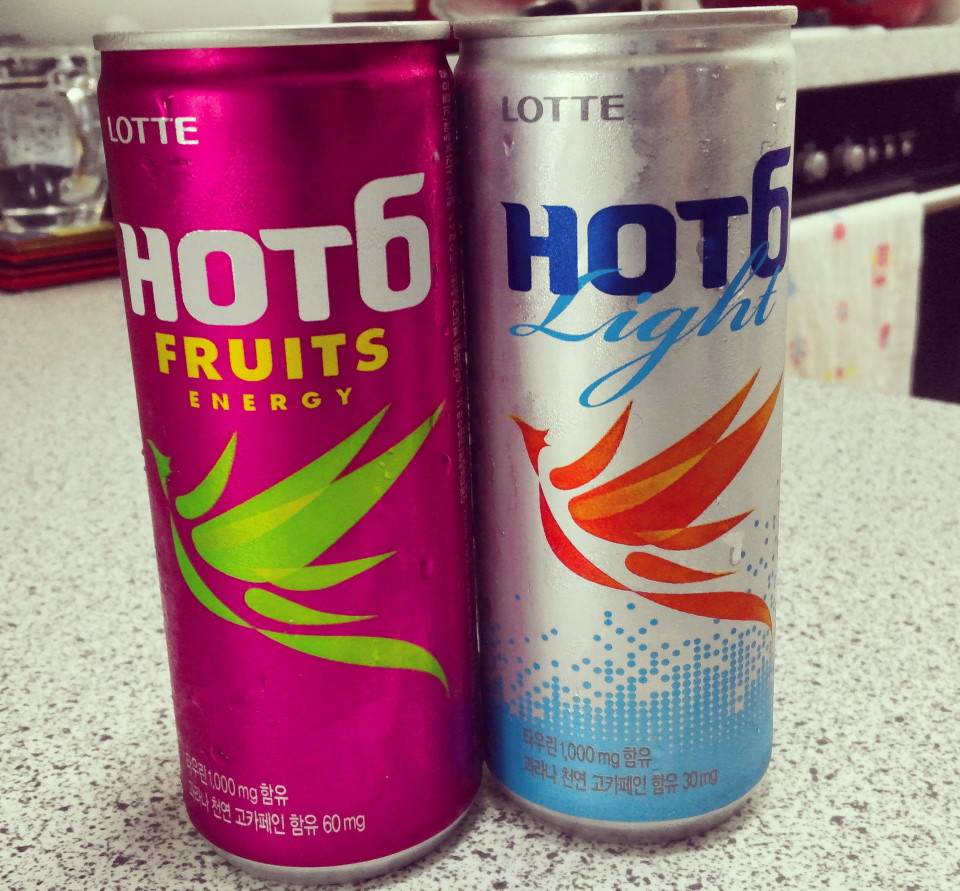 LOTTE
HOT6
FRUITS
ENERGY
타우린 1,000 mg 함유
과라나 천연 고카페인 함유 60 mg
LOTTE
HOT6
Light
타우린 1,000 mg 함유
과라나 천연 고카페인 함유 30 mg